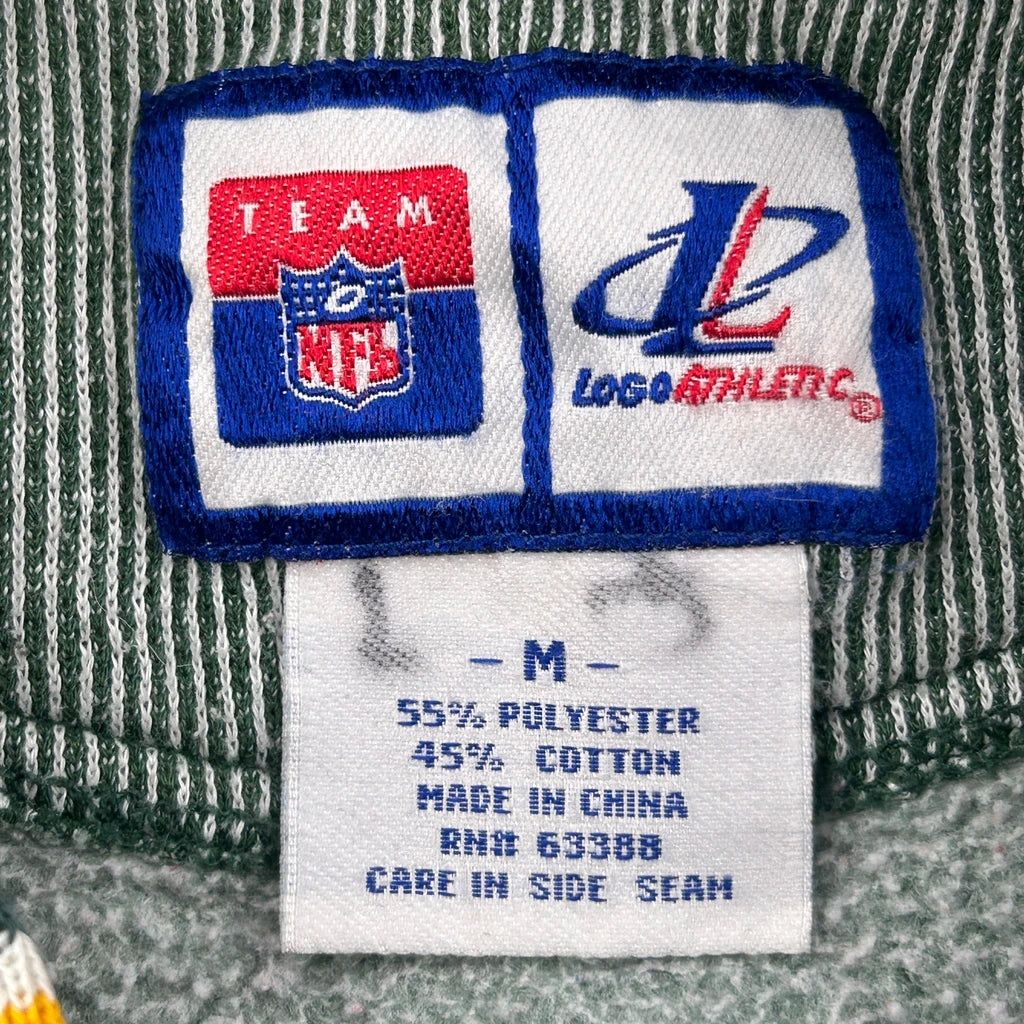 TEAM
NFL
LOGO ATHLETIC®
- M -
55% POLYESTER
45% COTTON
MADE IN CHINA
RN# 63388
CARE IN SIDE SEAM